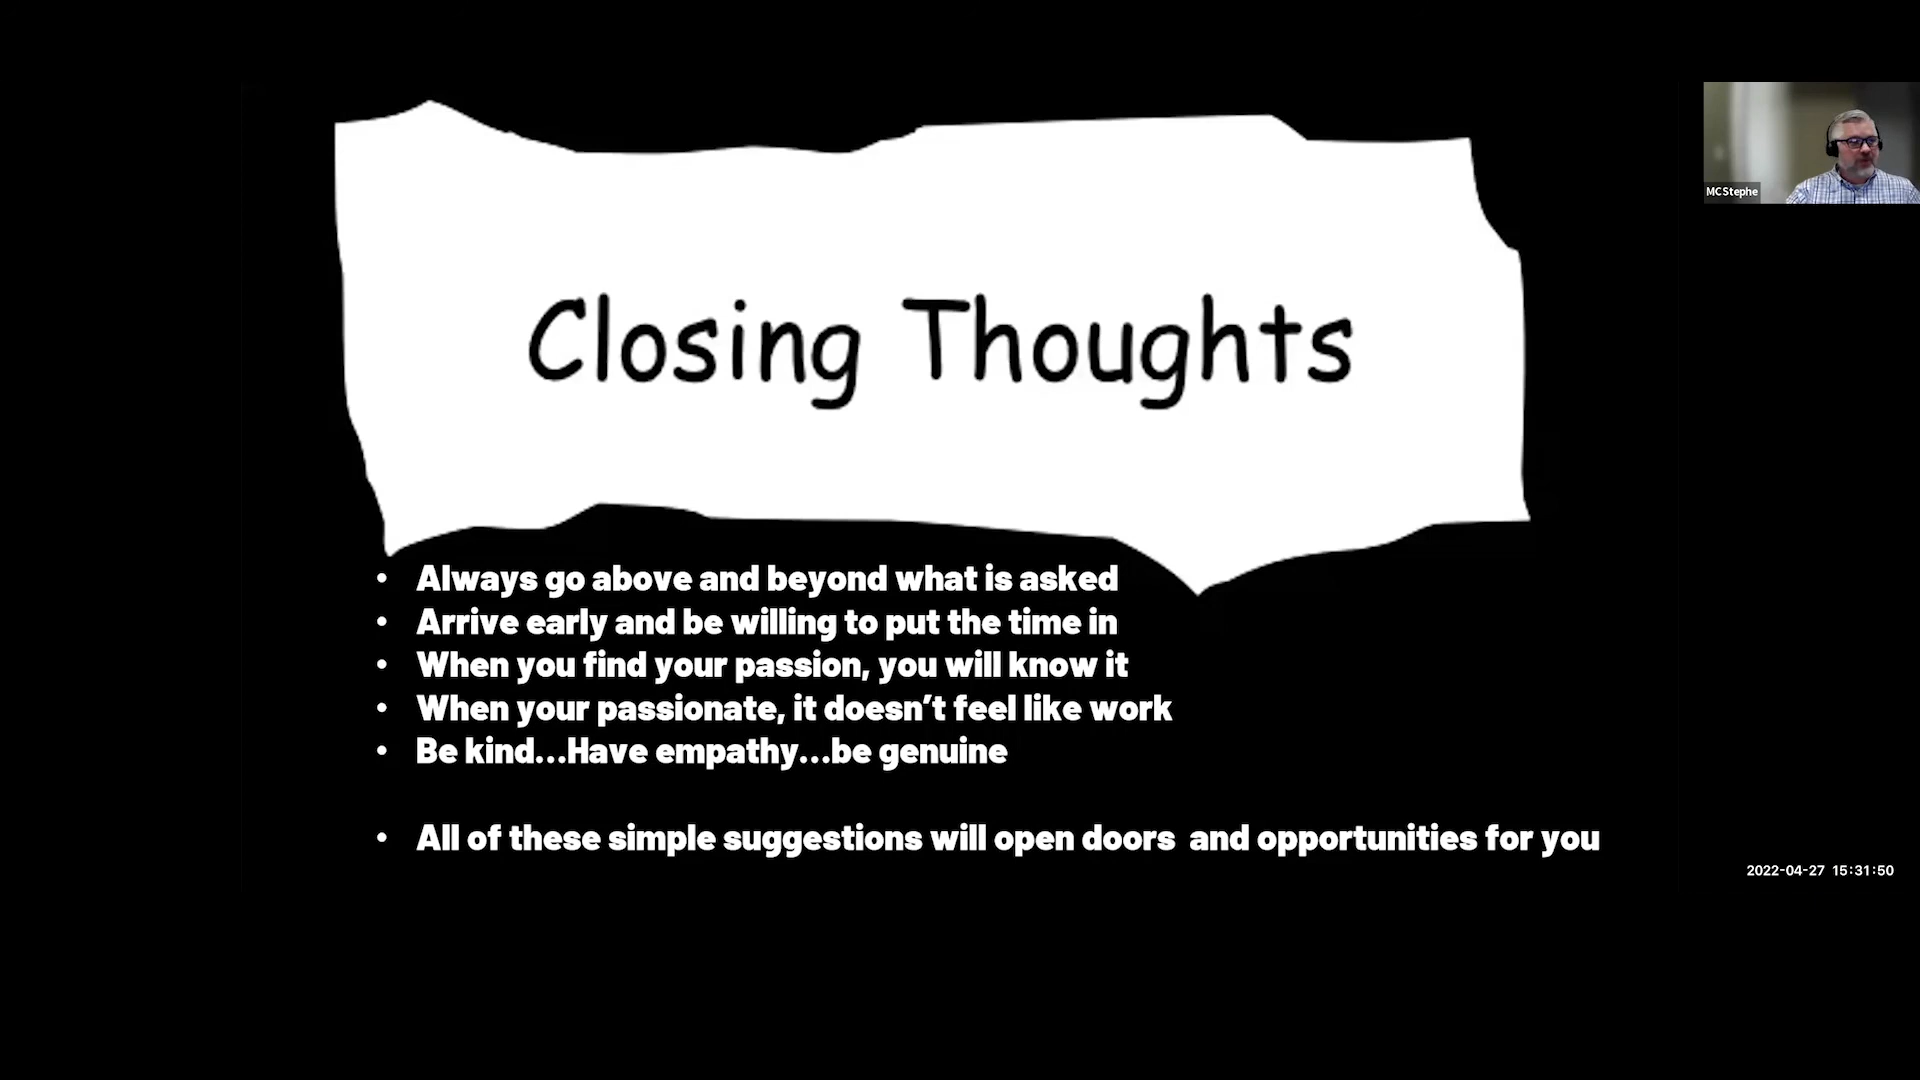 MCStephe
Closing Thoughts
• Always go above and beyond what is asked
• Arrive early and be willing to put the time in
• When you find your passion, you will know it
• When your passionate, it doesn’t feel like work
• Be kind…Have empathy…be genuine
• All of these simple suggestions will open doors  and opportunities for you
2022-04-27 15:31:50